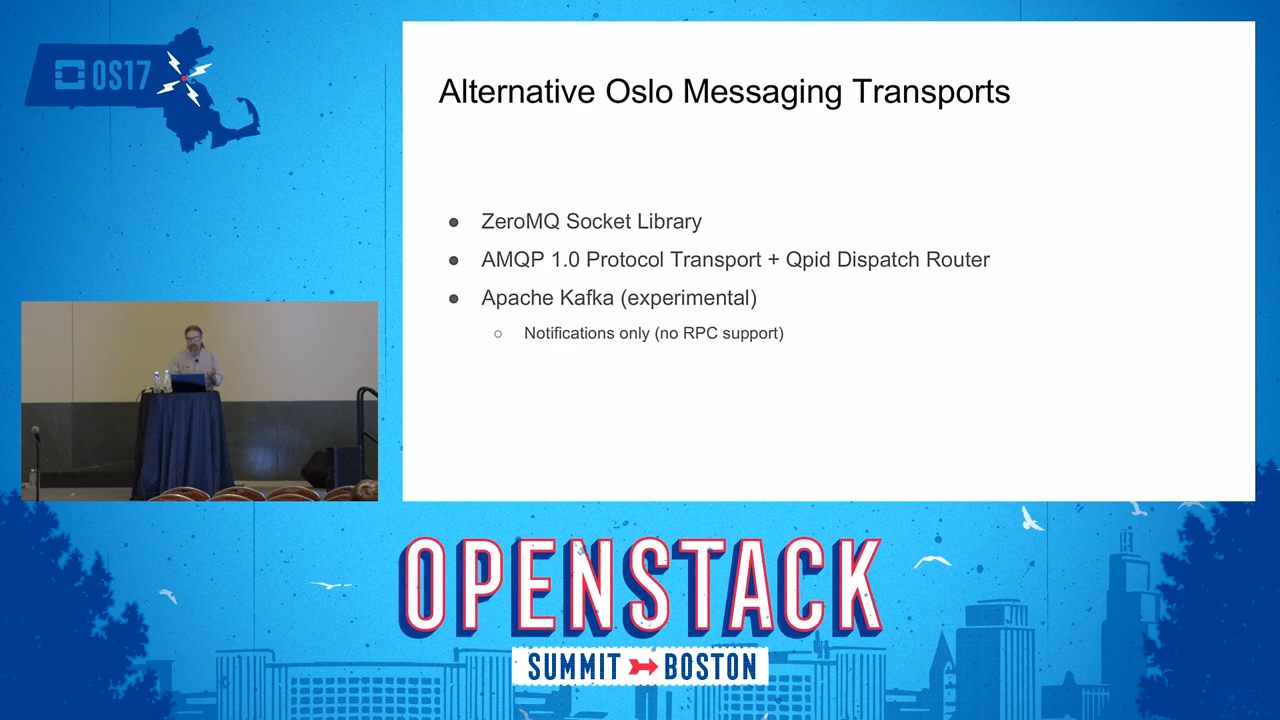 OS17
Alternative Oslo Messaging Transports
● ZeroMQ Socket Library
● AMQP 1.0 Protocol Transport + Qpid Dispatch Router
● Apache Kafka (experimental)
○ Notifications only (no RPC support)
OPENSTACK
SUMMIT BOSTON